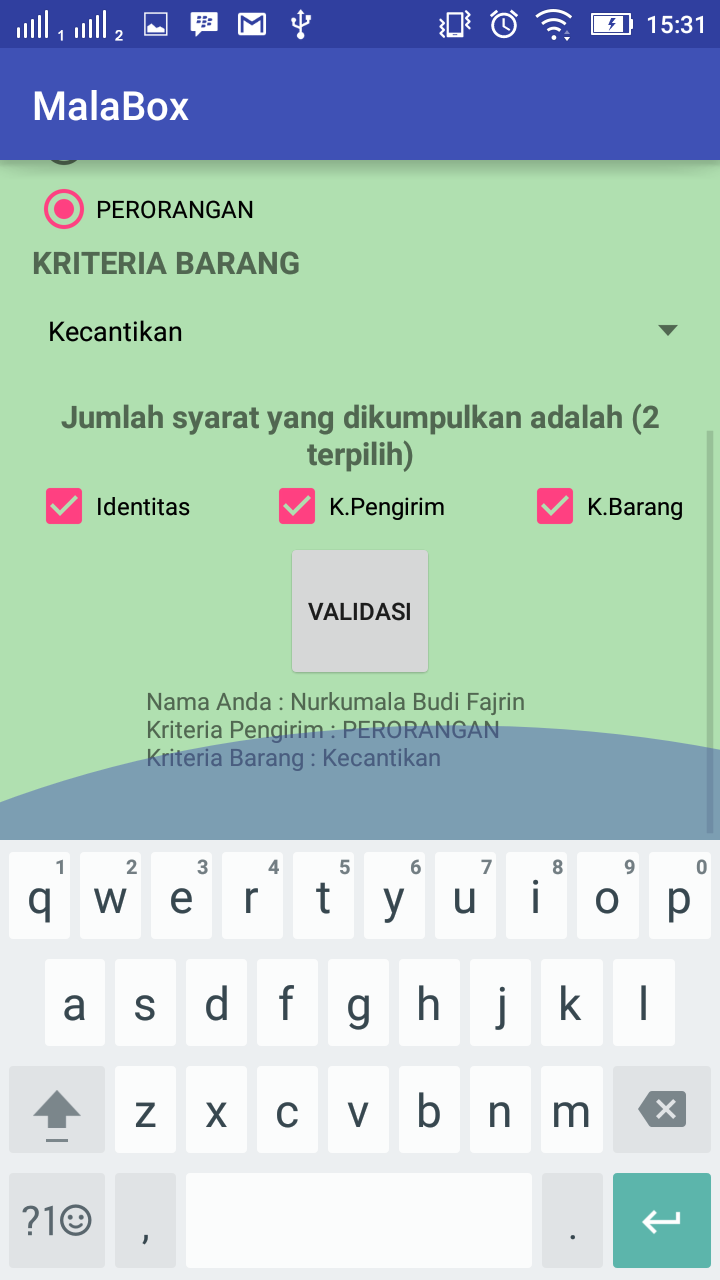 1 2 15:31
MalaBox
PERORANGAN
KRITERIA BARANG
Kecantikan
Jumlah syarat yang dikumpulkan adalah (2
terpilih)
Identitas K.Pengirim K.Barang
VALIDASI
Nama Anda : Nurkumala Budi Fajrin
Kriteria Pengirim : PERORANGAN
Kriteria Barang : Kecantikan
1 2 3 4 5 6 7 8 9 0
q w e r t y u i o p
a s d f g h j k l
z x c v b n m
?1☺ , .